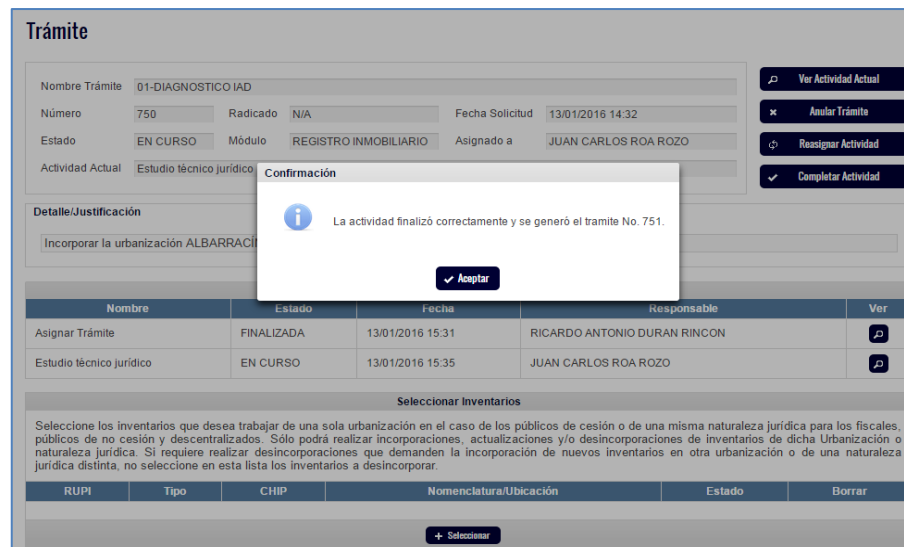 Trámite
Nombre Trámite 01-DIAGNOSTICO IAD
Número 750 Radicado N/A Fecha Solicitud 13/01/2016 14:32
Estado EN CURSO Módulo REGISTRO INMOBILIARIO Asignado a JUAN CARLOS ROA ROZO
Actividad Actual Estudio técnico jurídico
Ver Actividad Actual
Anular Trámite
Reasignar Actividad
Completar Actividad
Confirmación
La actividad finalizó correctamente y se generó el tramite No. 751.
Aceptar
Detalle/Justificación
Incorporar la urbanización ALBARRACÍ
Nombre Estado Fecha Responsable Ver
Asignar Trámite FINALIZADA 13/01/2016 15:31 RICARDO ANTONIO DURAN RINCON
Estudio técnico jurídico EN CURSO 13/01/2016 15:35 JUAN CARLOS ROA ROZO
Seleccionar Inventarios
Seleccione los inventarios que desea trabajar de una sola urbanización en el caso de los públicos de cesión o de una misma naturaleza jurídica para los fiscales,
públicos de no cesión y descentralizados. Sólo podrá realizar incorporaciones, actualizaciones y/o desincorporaciones de inventarios de dicha Urbanización o
naturaleza jurídica. Si requiere realizar desincorporaciones que demanden la incorporación de nuevos inventarios en otra urbanización o de una naturaleza
jurídica distinta, no seleccione en esta lista los inventarios a desincorporar.
RUPI Tipo CHIP Nomenclatura/Ubicación Estado Borrar
+ Seleccionar